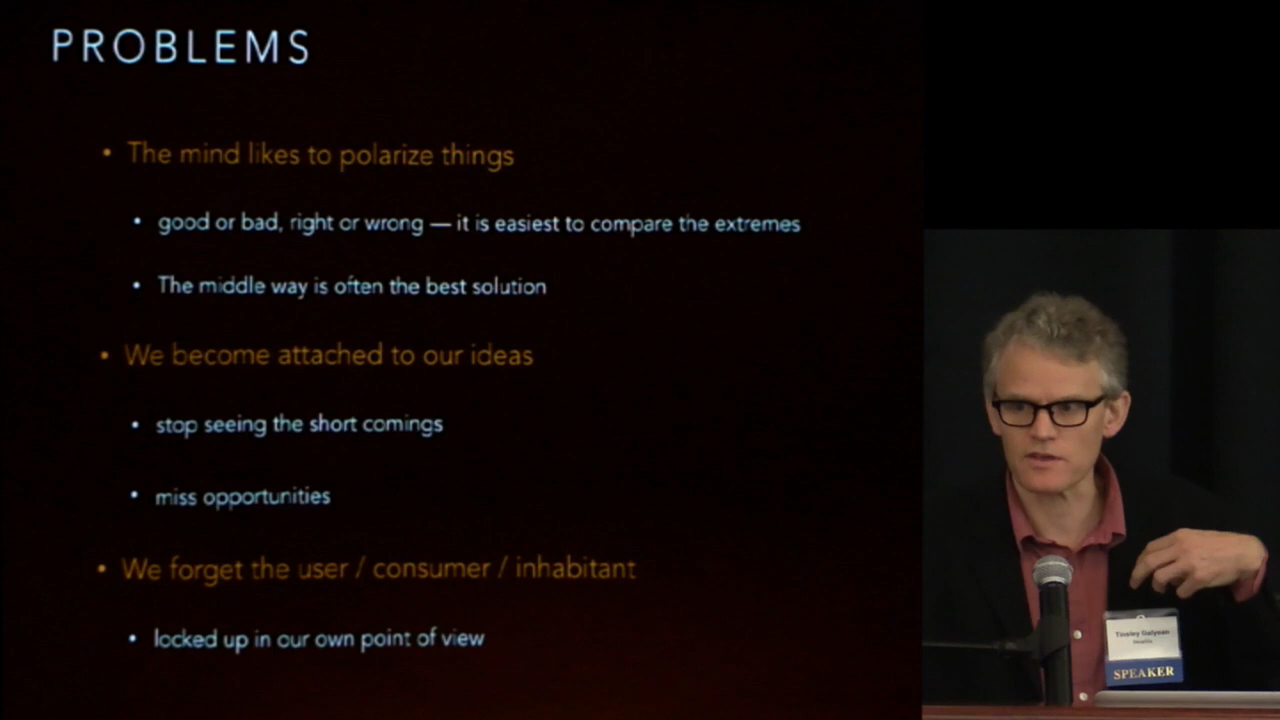 PROBLEMS
• The mind likes to polarize things
• good or bad, right or wrong — it is easiest to compare the extremes
• The middle way is often the best solution
• We become attached to our ideas
• stop seeing the short comings
• miss opportunities
• We forget the user / consumer / inhabitant
• locked up in our own point of view
Tinsley Galyean
SPEAKER